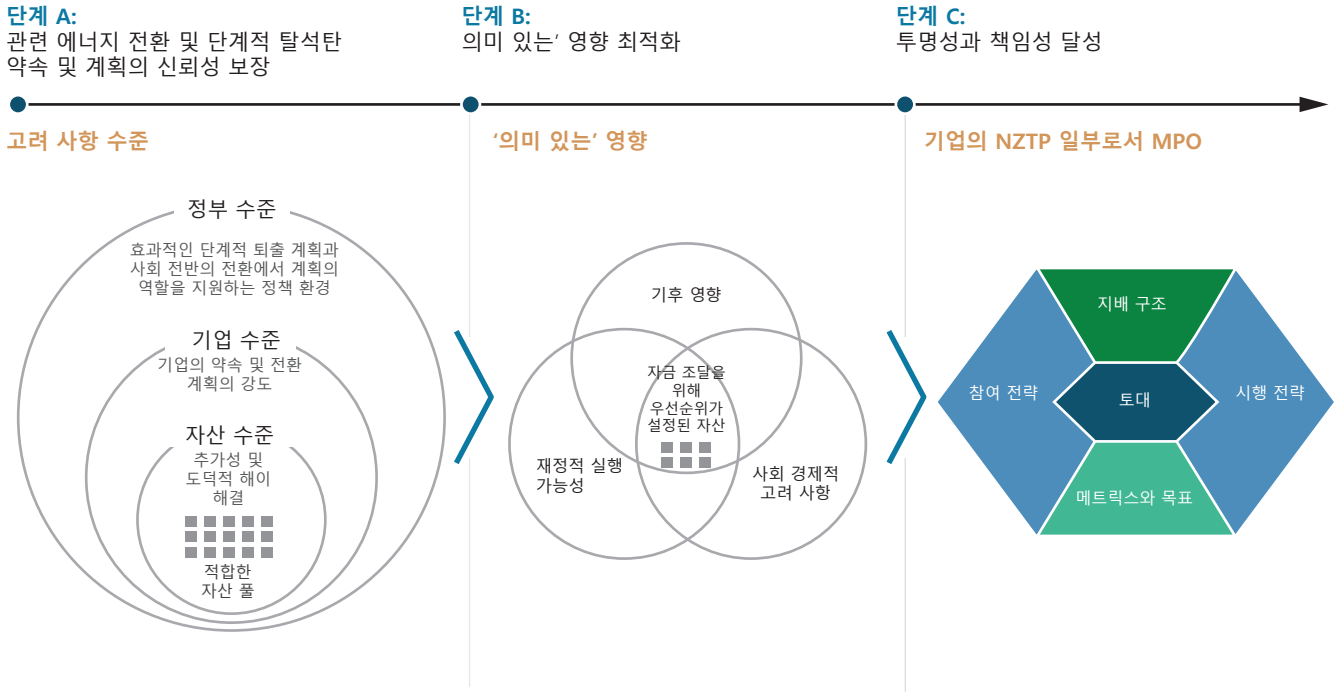 단계 A:
관련 에너지 전환 및 단계적 탈석탄
약속 및 계획의 신뢰성 보장
단계 B:
의미 있는’ 영향 최적화
단계 C:
투명성과 책임성 달성
고려 사항 수준
‘의미 있는’ 영향
기업의 NZTP 일부로서 MPO
정부 수준
효과적인 단계적 퇴출 계획과
사회 전반의 전환에서 계획의
역할을 지원하는 정책 환경
기업 수준
기업의 약속 및 전환
계획의 강도
자산 수준
추가성 및
도덕적 해이
해결
적합한
자산 풀
기후 영향
자금 조달을
위해
우선순위가
설정된 자산
재정적 실행
가능성
사회 경제적
고려 사항
지배 구조
참여 전략
토대
시행 전략
메트릭스와 목표